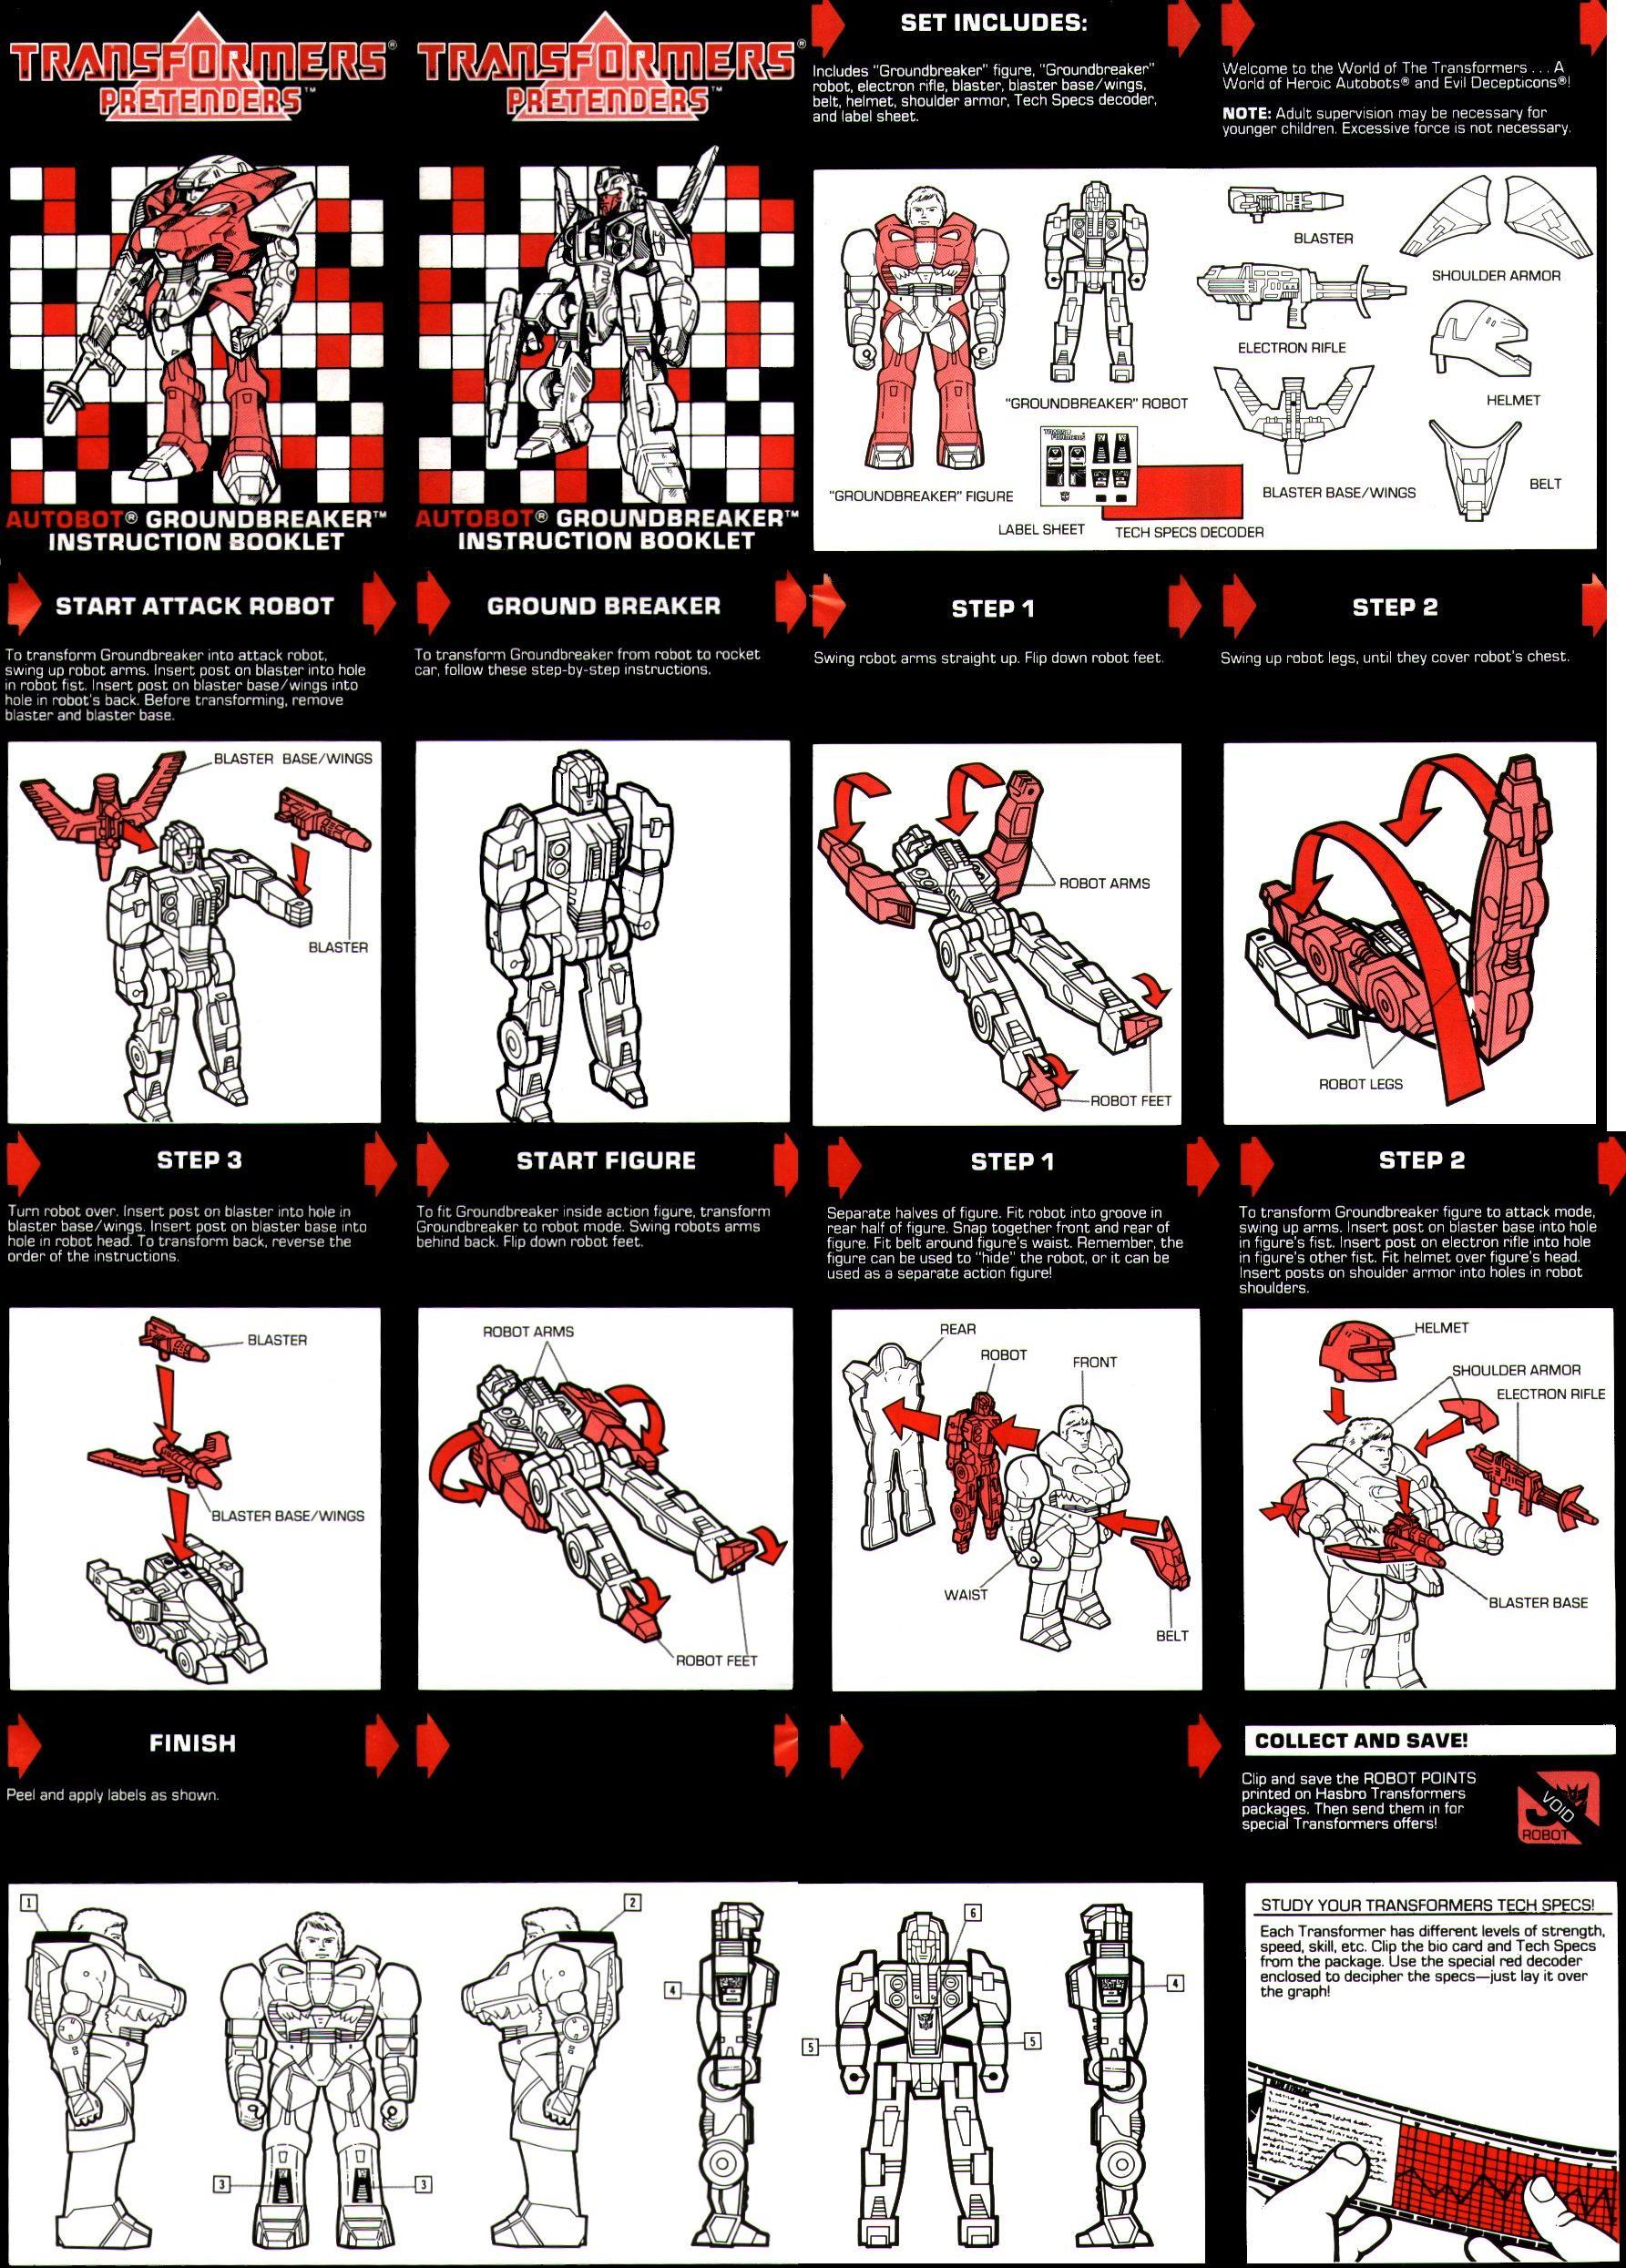 TRANSFORMERS®
PRETENDERS™
AUTOBOT® GROUNDBREAKER™
INSTRUCTION BOOKLET
TRANSFORMERS®
PRETENDERS™
AUTOBOT® GROUNDBREAKER™
INSTRUCTION BOOKLET
SET INCLUDES:
Includes "Groundbreaker" figure, "Groundbreaker"
robot, electron rifle, blaster, blaster base/wings,
belt, helmet, shoulder armor, Tech Specs decoder,
and label sheet.
Welcome to the World of The Transformers . . . A
World of Heroic Autobots® and Evil Decepticons®!
NOTE: Adult supervision may be necessary for
younger children. Excessive force is not necessary.
"GROUNDBREAKER" FIGURE
"GROUNDBREAKER" ROBOT
TRANS
FORMERS
LABEL SHEET
TECH SPECS DECODER
BLASTER
SHOULDER ARMOR
ELECTRON RIFLE
HELMET
BLASTER BASE/WINGS
BELT
START ATTACK ROBOT
To transform Groundbreaker into attack robot,
swing up robot arms. Insert post on blaster into hole
in robot fist. Insert post on blaster base/wings into
hole in robot's back. Before transforming, remove
blaster and blaster base.
BLASTER BASE/WINGS
BLASTER
GROUND BREAKER
To transform Groundbreaker from robot to rocket
car, follow these step-by-step instructions.
STEP 1
Swing robot arms straight up. Flip down robot feet.
ROBOT ARMS
ROBOT FEET
STEP 2
Swing up robot legs, until they cover robot's chest.
ROBOT LEGS
STEP 3
Turn robot over. Insert post on blaster into hole in
blaster base/wings. Insert post on blaster base into
hole in robot head. To transform back, reverse the
order of the instructions.
BLASTER
BLASTER BASE/WINGS
START FIGURE
To fit Groundbreaker inside action figure, transform
Groundbreaker to robot mode. Swing robots arms
behind back. Flip down robot feet.
ROBOT ARMS
ROBOT FEET
STEP 1
Separate halves of figure. Fit robot into groove in
rear half of figure. Snap together front and rear of
figure. Fit belt around figure's waist. Remember, the
figure can be used to "hide" the robot, or it can be
used as a separate action figure!
REAR
ROBOT
FRONT
WAIST
BELT
STEP 2
To transform Groundbreaker figure to attack mode,
swing up arms. Insert post on blaster base into hole
in figure's fist. Insert post on electron rifle into hole
in figure's other fist. Fit helmet over figure's head.
Insert posts on shoulder armor into holes in robot
shoulders.
HELMET
SHOULDER ARMOR
ELECTRON RIFLE
BLASTER BASE
FINISH
Peel and apply labels as shown.
1
2
3
3
4
5
6
5
4
COLLECT AND SAVE!
Clip and save the ROBOT POINTS
printed on Hasbro Transformers
packages. Then send them in for
special Transformers offers!
VOID
ROBOT
STUDY YOUR TRANSFORMERS TECH SPECS!
Each Transformer has different levels of strength,
speed, skill, etc. Clip the bio card and Tech Specs
from the package. Use the special red decoder
enclosed to decipher the specs—just lay it over
the graph!